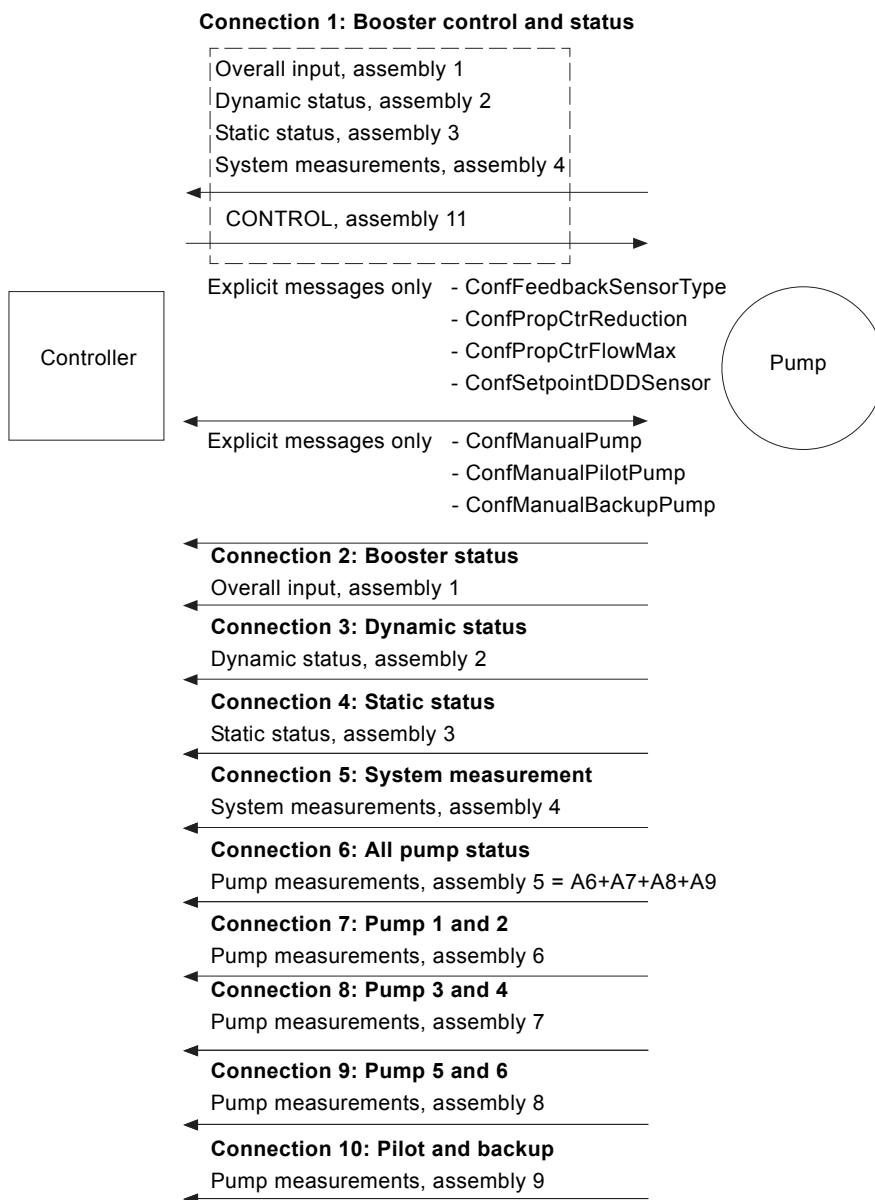 Connection 1: Booster control and status
Overall input, assembly 1
Dynamic status, assembly 2
Static status, assembly 3
System measurements, assembly 4
CONTROL, assembly 11
Explicit messages only - ConfFeedbackSensorType
- ConfPropCtrReduction
- ConfPropCtrFlowMax
- ConfSetpointDDDSensor
Controller
Pump
Explicit messages only - ConfManualPump
- ConfManualPilotPump
- ConfManualBackupPump
Connection 2: Booster status
Overall input, assembly 1
Connection 3: Dynamic status
Dynamic status, assembly 2
Connection 4: Static status
Static status, assembly 3
Connection 5: System measurement
System measurements, assembly 4
Connection 6: All pump status
Pump measurements, assembly 5 = A6+A7+A8+A9
Connection 7: Pump 1 and 2
Pump measurements, assembly 6
Connection 8: Pump 3 and 4
Pump measurements, assembly 7
Connection 9: Pump 5 and 6
Pump measurements, assembly 8
Connection 10: Pilot and backup
Pump measurements, assembly 9